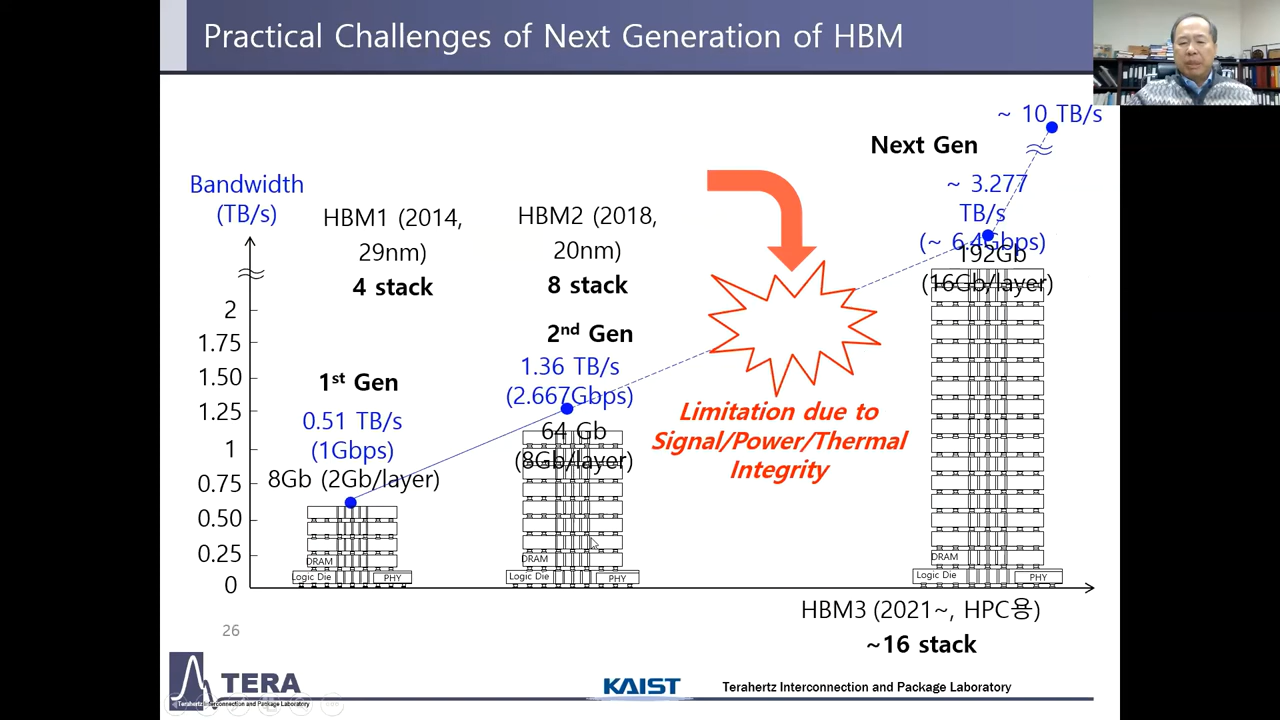 Practical Challenges of Next Generation of HBM
~ 10 TB/s
Next Gen
~ 3.277
TB/s
(~ 6.4Gbps)
192Gb
(16Gb/layer)
Bandwidth
(TB/s)
HBM1 (2014,
29nm)
4 stack
HBM2 (2018,
20nm)
8 stack
2nd Gen
1.36 TB/s
(2.667Gbps)
64 Gb
(8Gb/layer)
1st Gen
0.51 TB/s
(1Gbps)
8Gb (2Gb/layer)
2
1.75
1.50
1.25
1
0.75
0.50
0.25
0
Limitation due to
Signal/Power/Thermal
Integrity
DRAM
Logic Die
PHY
DRAM
Logic Die
PHY
DRAM
Logic Die
PHY
HBM3 (2021~, HPC용)
~16 stack
26
TERA
Terahertz Interconnection and Package Laboratory
KAIST
Terahertz Interconnection and Package Laboratory